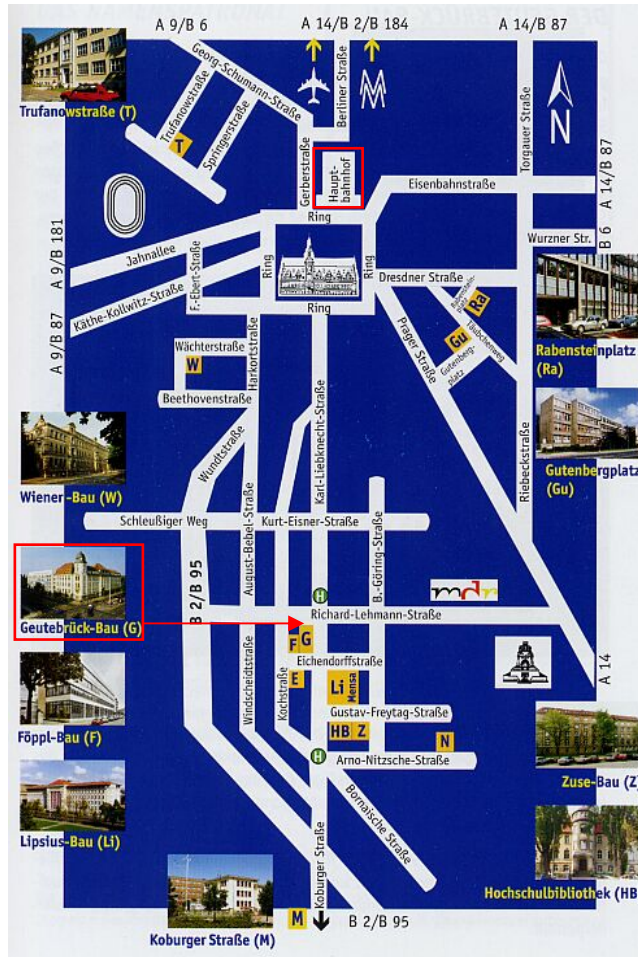 A 9/B 6
A 14/B 2/B 184
A 14/B 87
Georg-Schumann-Straße
Berliner Straße
Torgauer Straße
N
Trufanowstraße (T)
Trufanowstraße
T
Springerstraße
Gerberstraße
Haupt-
bahnhof
Eisenbahnstraße
A 14/B 87
Ring
A 9/B 181
Jahnallee
Ring
Ring
Wurzner Str.
B 6
F.-Ebert-Straße
Dresdner Straße
Käthe-Kollwitz-Straße
Ring
Rabenstein-
platz
Ra
A 9/B 87
Prager Straße
Täubchenweg
Gu
Gutenberg-
platz
Rabensteinplatz
(Ra)
Wächterstraße
W
Harkortstraße
Beethovenstraße
Karl-Liebknecht-Straße
Wundtstraße
Riebeckstraße
Gutenbergplatz
(Gu)
Wiener-Bau (W)
Schleußiger Weg
Kurt-Eisner-Straße
August-Bebel-Straße
B.-Göring-Straße
B 2/B 95
mdr
H
Richard-Lehmann-Straße
Geutebrück-Bau (G)
F
G
Eichendorffstraße
E
Li
Mensa
A 14
Windscheidtstraße
Kochstraße
Gustav-Freytag-Straße
HB
Z
N
Föppl-Bau (F)
H
Arno-Nitzsche-Straße
Zuse-Bau (Z)
Bornaische Straße
Lipsius-Bau (Li)
Koburger Straße
Hochschulbibliothek (HB
M
B 2/B 95
Koburger Straße (M)